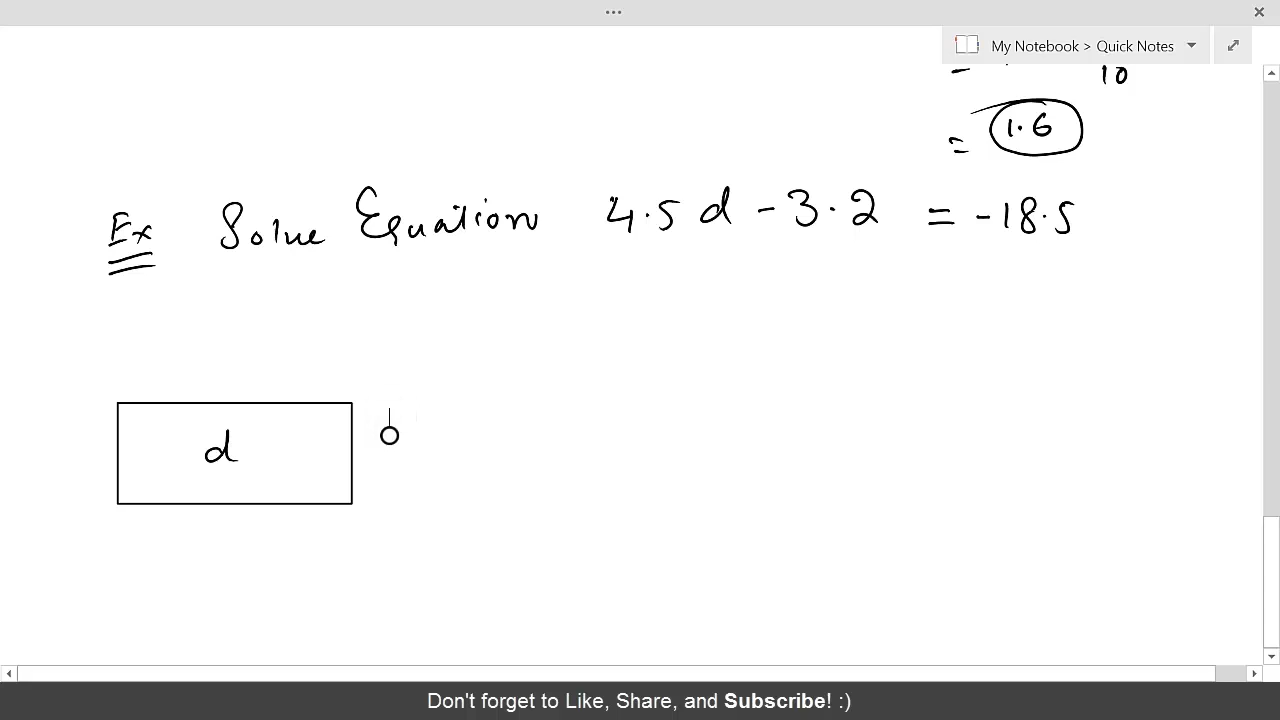 ...
My Notebook > Quick Notes
= 10
= 1.6
Ex Solve Equation 4.5 d - 3.2 = -18.5
d
Don't forget to Like, Share, and Subscribe! :)